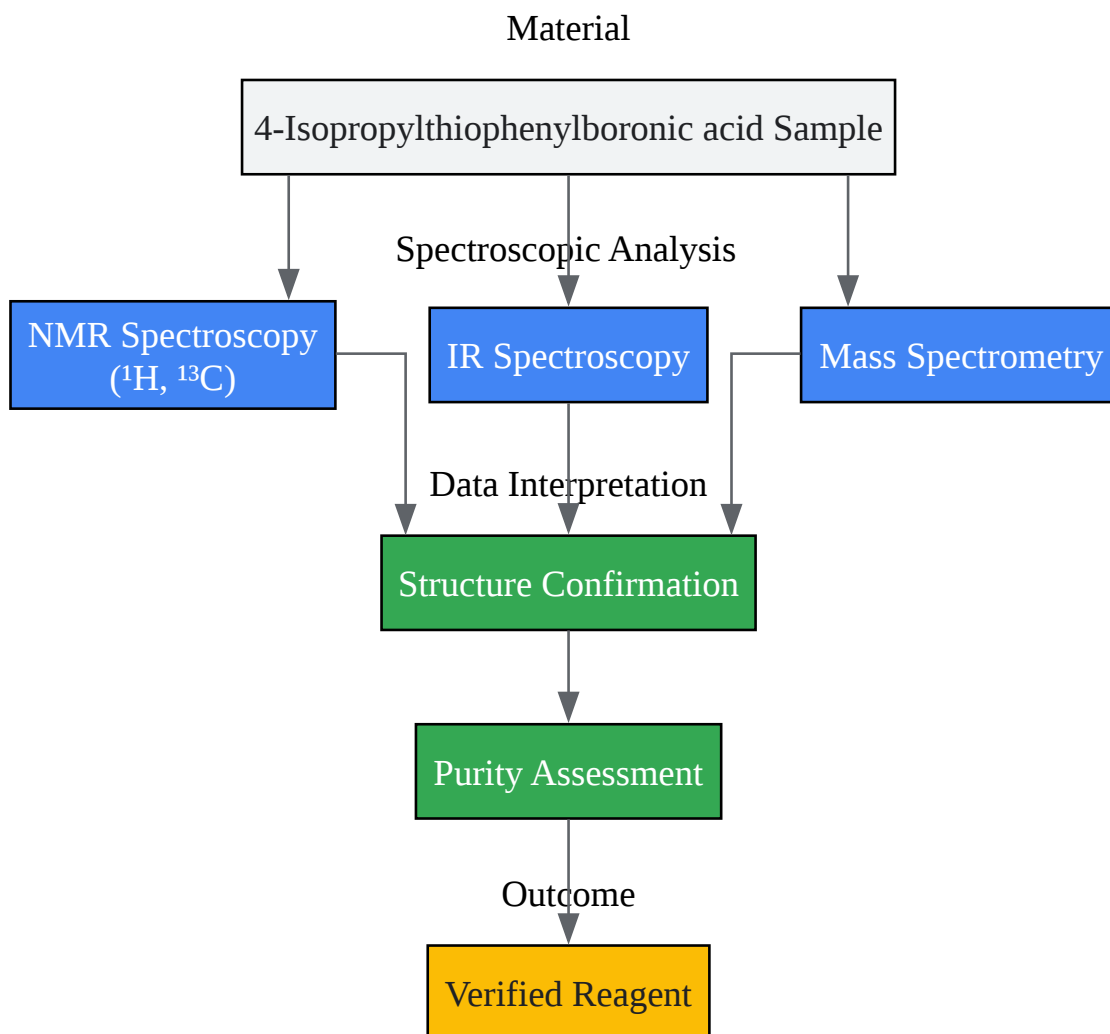 Material
4-Isopropylthiophenylboronic acid Sample
Spectroscopic Analysis
NMR Spectroscopy
(¹H, ¹³C)
IR Spectroscopy
Mass Spectrometry
Data Interpretation
Structure Confirmation
Purity Assessment
Outcome
Verified Reagent